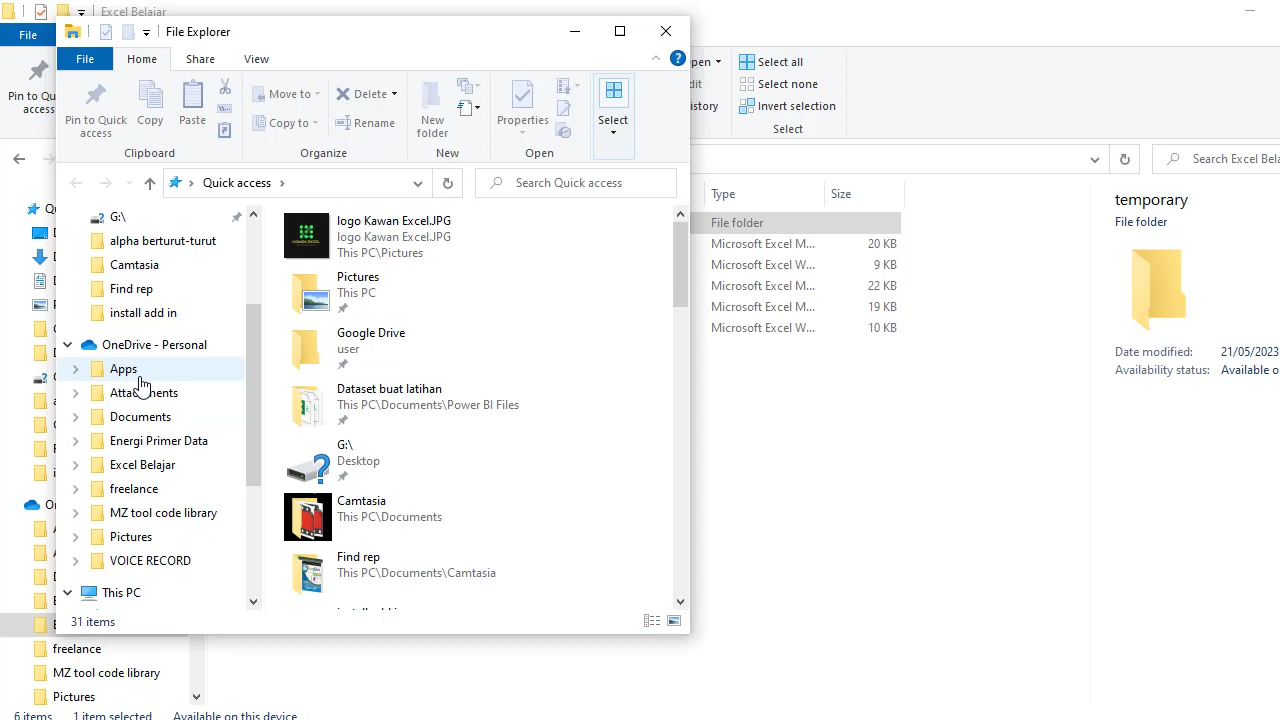 Excel Belajar
File
Pin to Quick
access
File Explorer
File
Home
Share
View
Pin to Quick
access
Copy
Paste
Clipboard
Move to
Copy to
Delete
Rename
Organize
New
folder
New
Properties
Open
Select
Select all
Select none
Invert selection
Select
Quick access
Search Quick access
Search Excel Bela
G:\
alpha berturut-turut
Camtasia
Find rep
install add in
OneDrive - Personal
Apps
Attachments
Documents
Energi Primer Data
Excel Belajar
freelance
MZ tool code library
Pictures
VOICE RECORD
This PC
logo Kawan Excel.JPG
logo Kawan Excel.JPG
This PC\Pictures
Pictures
This PC
Google Drive
user
Dataset buat latihan
This PC\Documents\Power BI Files
G:\
Desktop
Camtasia
This PC\Documents
Find rep
This PC\Documents\Camtasia
31 items
Type
Size
File folder
Microsoft Excel M...
20 KB
Microsoft Excel W...
9 KB
Microsoft Excel M...
22 KB
Microsoft Excel M...
19 KB
Microsoft Excel W...
10 KB
temporary
File folder
Date modified:
21/05/2023
Availability status:
Available o
freelance
MZ tool code library
Pictures
6 items
1 item selected
Available on this device